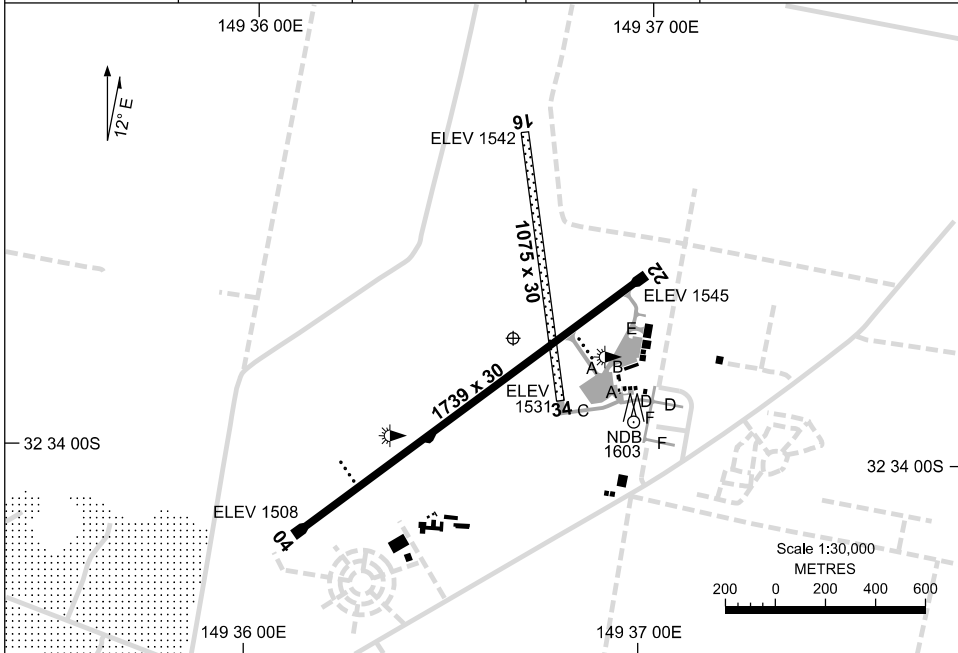 149 36 00E
149 37 00E
12° E
16
ELEV 1542
1075 x 30
22
ELEV 1545
E
A
B
1739 x 30
ELEV
1531
34
C
A
D
D
F
F
NDB
1603
32 34 00S
32 34 00S
ELEV 1508
04
Scale 1:30,000
METRES
200 0 200 400 600
149 36 00E
149 37 00E